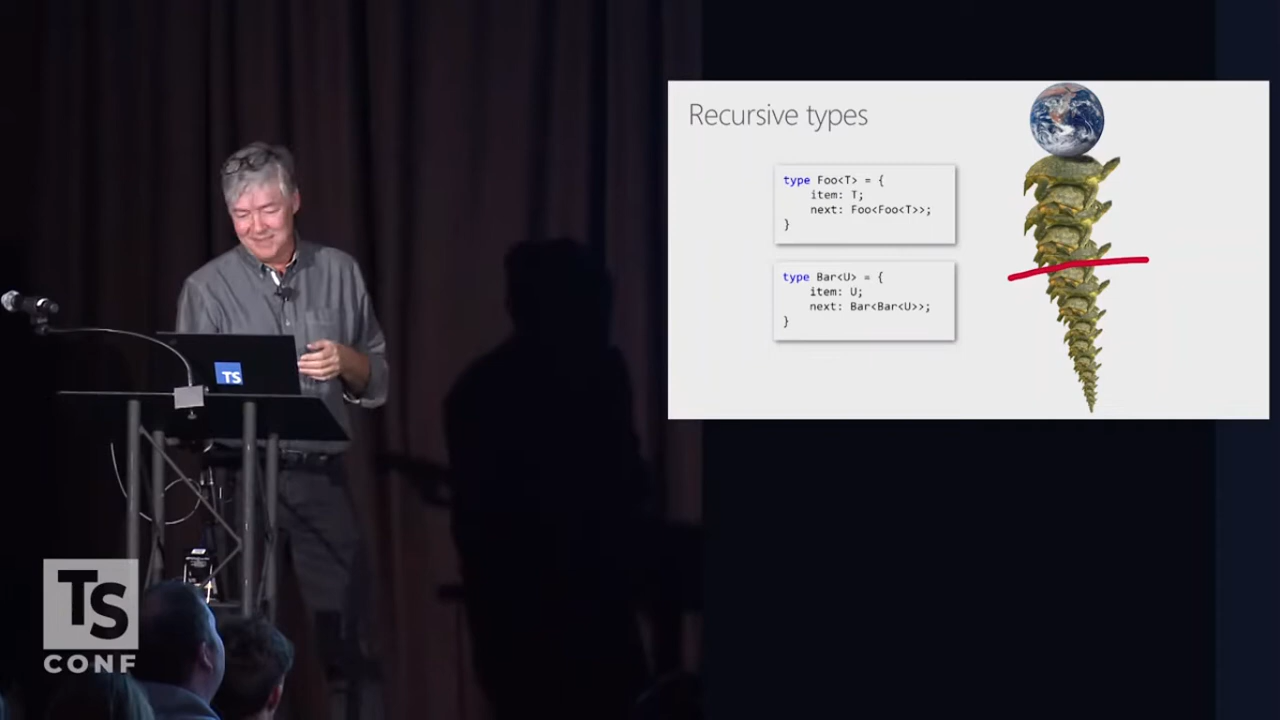 Recursive types
type Foo<T> = {
    item: T;
    next: Foo<Foo<T>>;
}
type Bar<U> = {
    item: U;
    next: Bar<Bar<U>>;
}
TS
TS
CONF